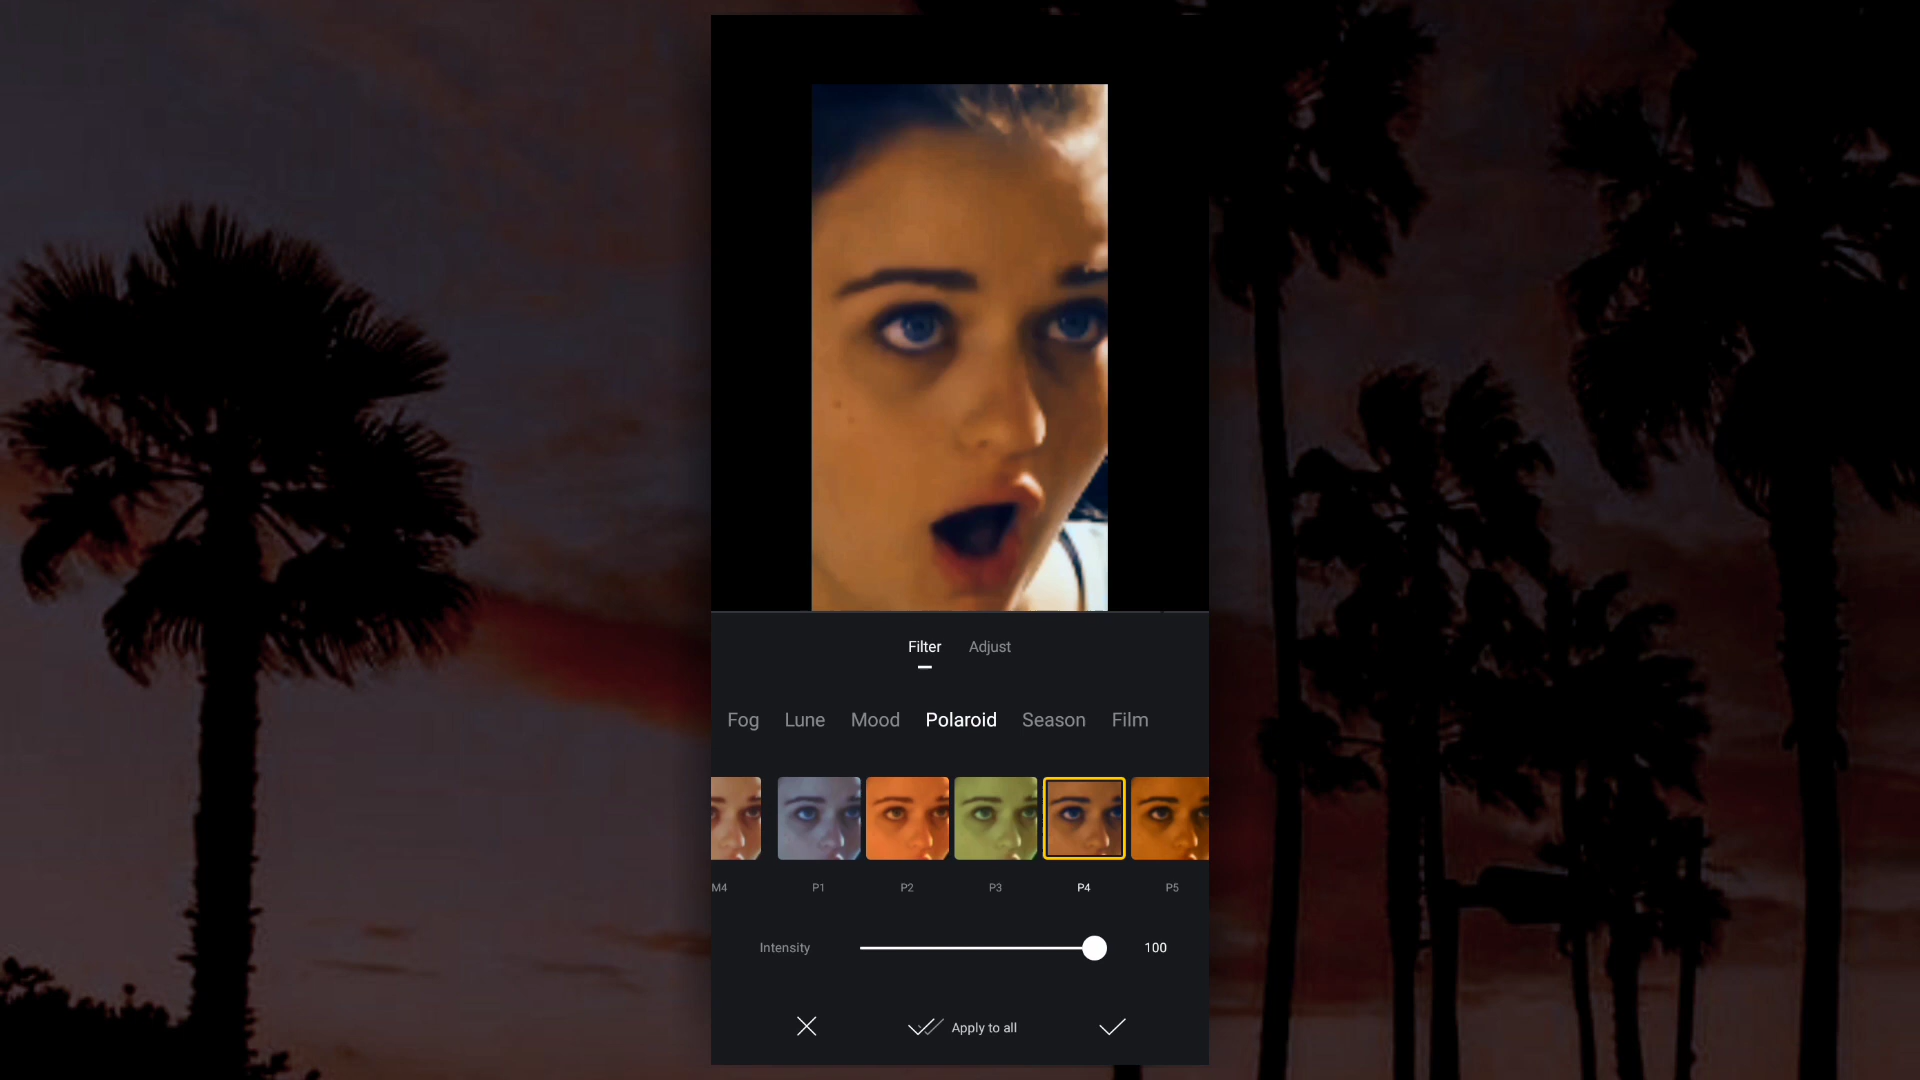 Filter Adjust
Fog Lune Mood Polaroid Season Film
M4 P1 P2 P3 P4 P5
Intensity 100
Apply to all